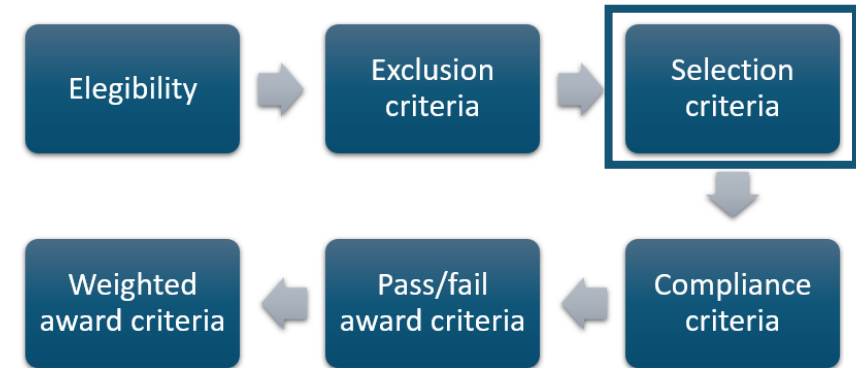 Elegibility
Exclusion
criteria
Selection
criteria
Compliance
criteria
Pass/fail
award criteria
Weighted
award criteria